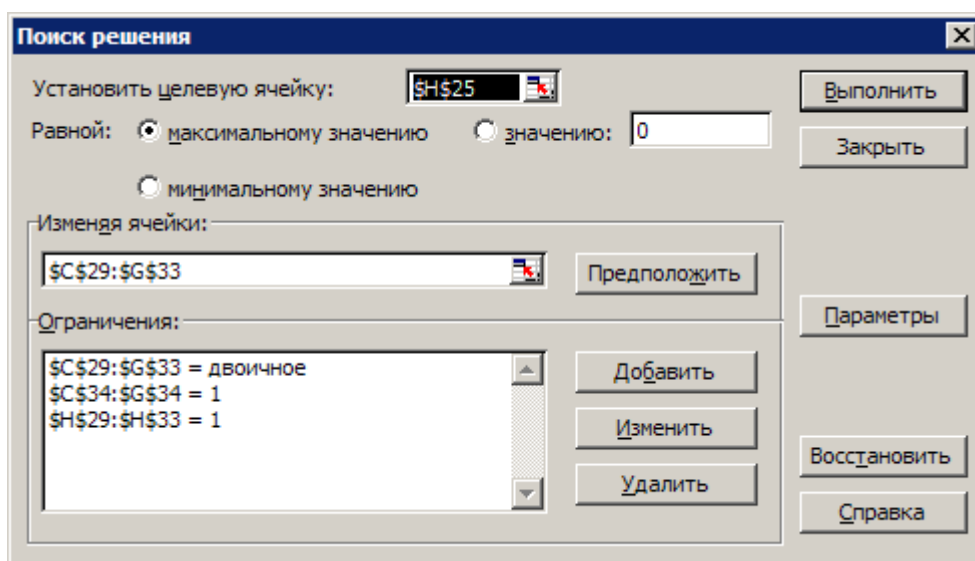 Поиск решения
Установить целевую ячейку: $H$25
Выполнить
Равной: максимальному значению значению: 0
Закрыть
минимальному значению
Изменяя ячейки:
$C$29:$G$33
Предположить
Ограничения:
Параметры
$C$29:$G$33 = двоичное
$C$34:$G$34 = 1
$H$29:$H$33 = 1
Добавить
Изменить
Удалить
Восстановить
Справка